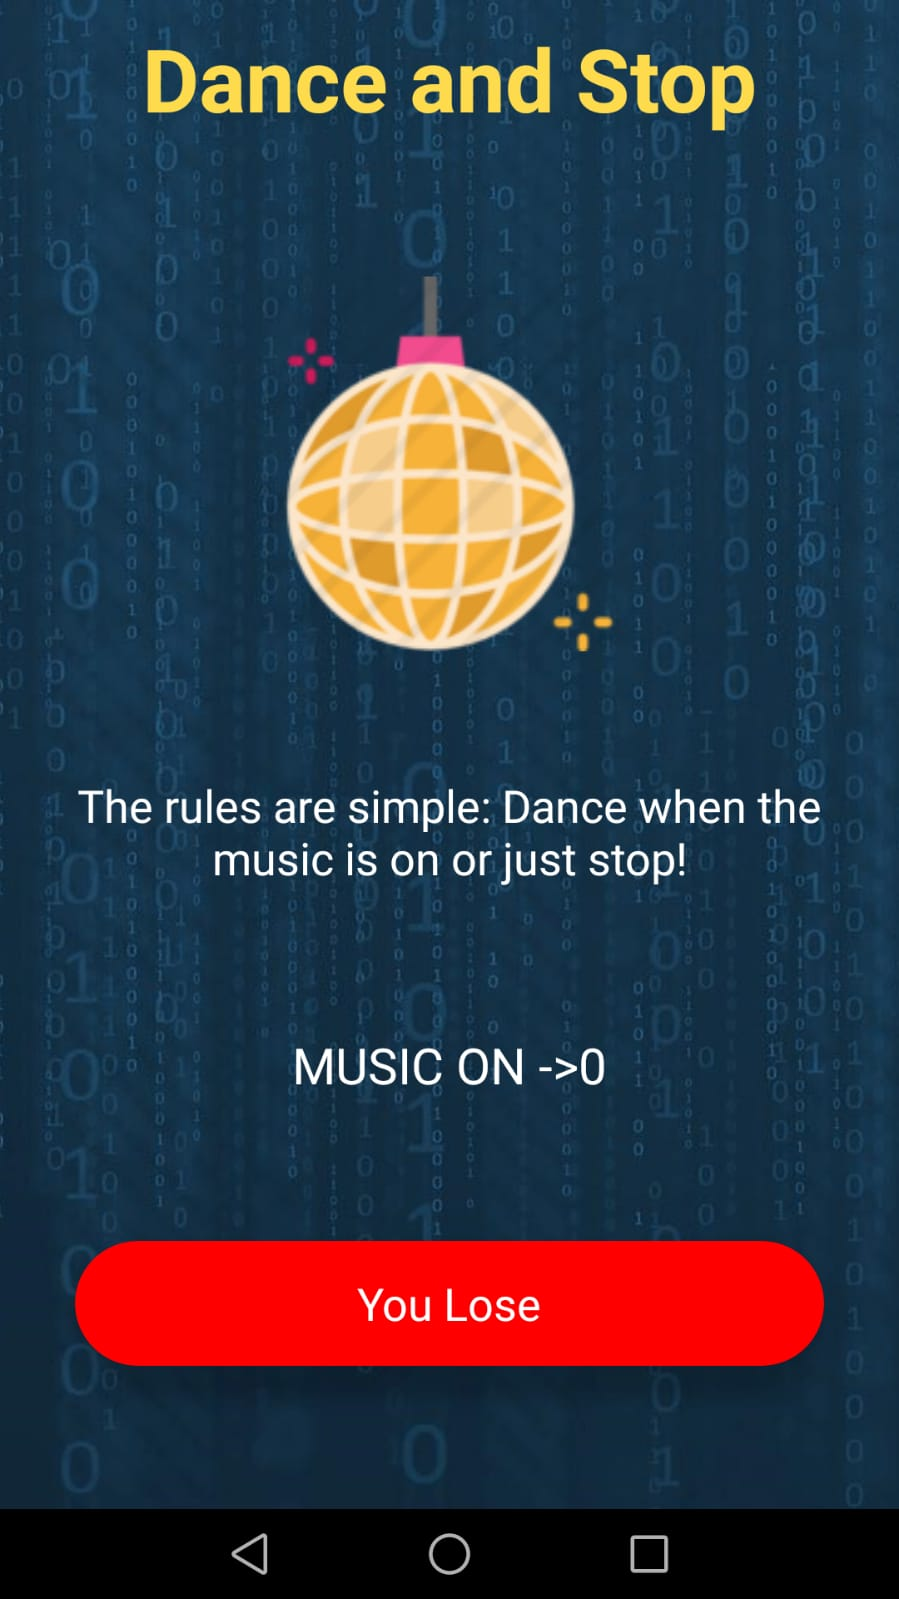 Dance and Stop
The rules are simple: Dance when the
music is on or just stop!
MUSIC ON ->0
You Lose